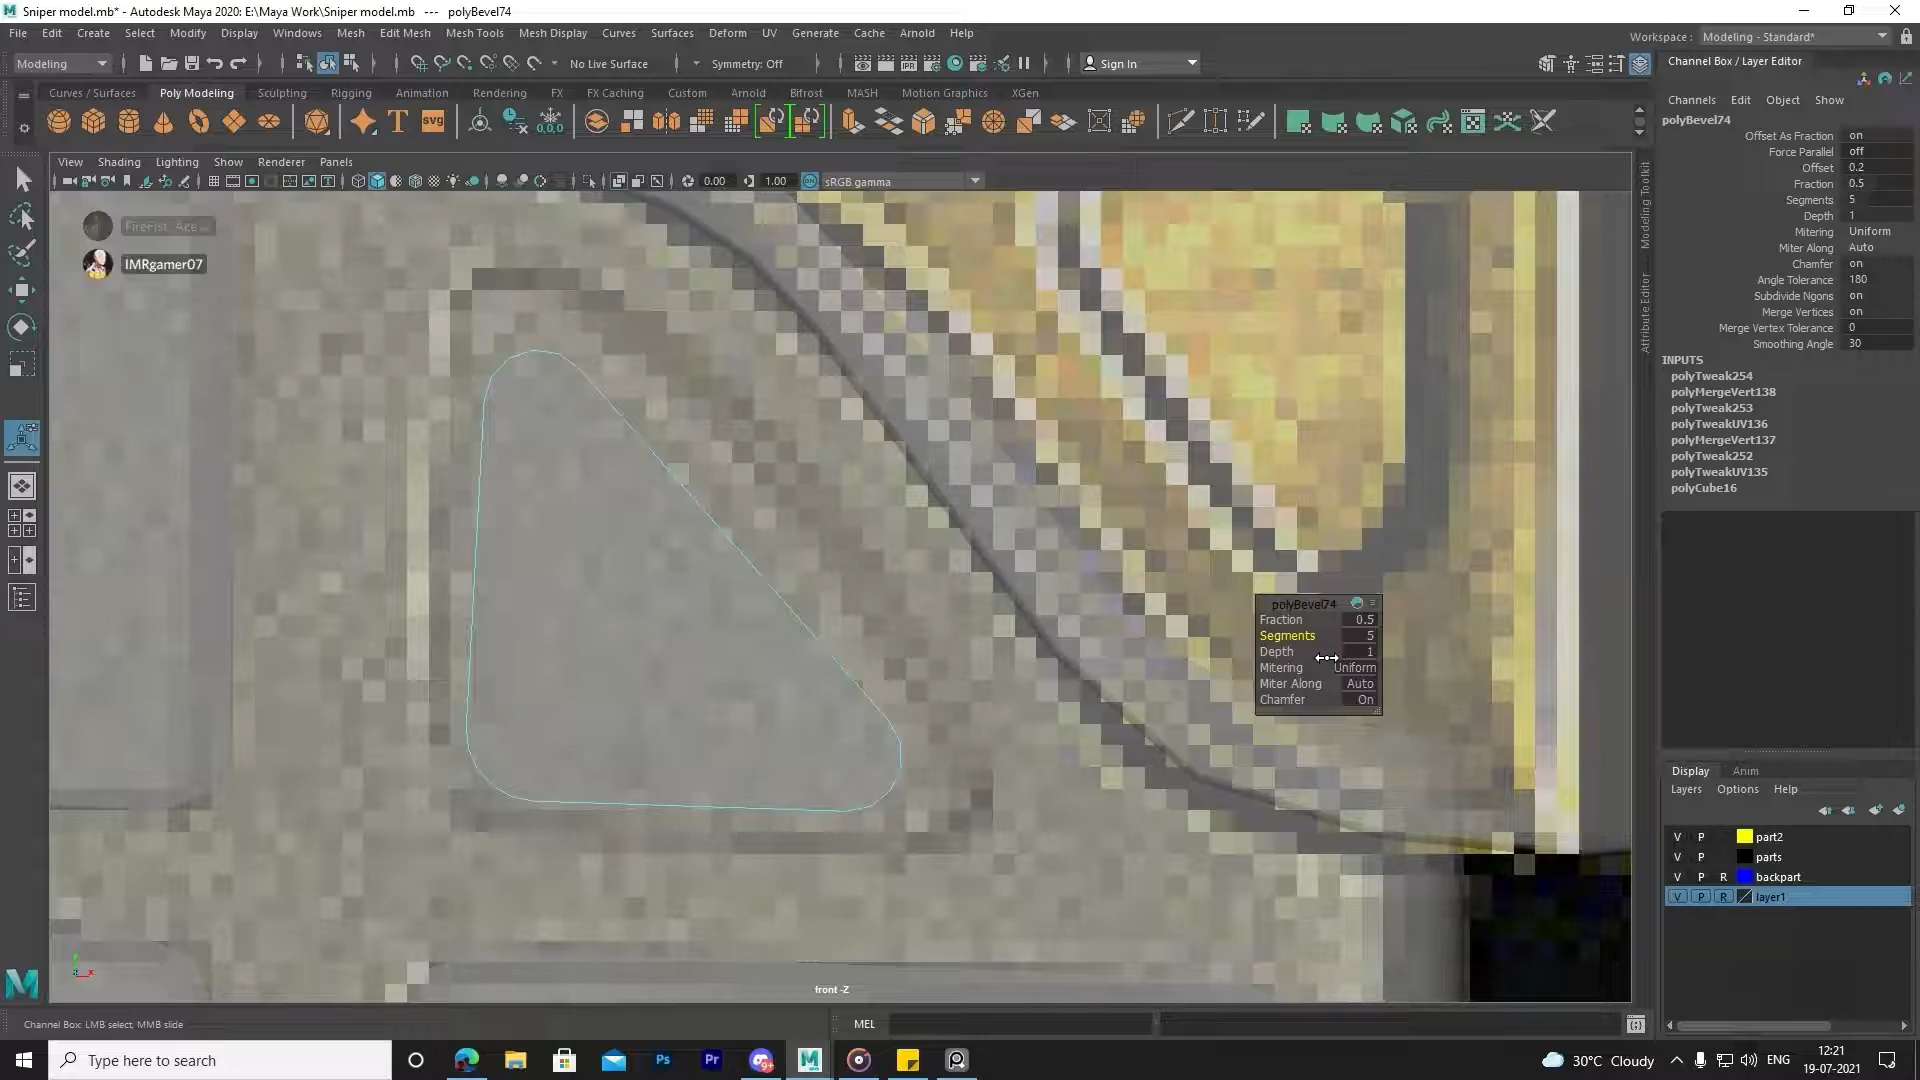 Sniper model.mb* - Autodesk Maya 2020: E:\Maya Work\Sniper model.mb --- polyBevel74
File Edit Create Select Modify Display Windows Mesh Edit Mesh Mesh Tools Mesh Display Curves Surfaces Deform UV Generate Cache Arnold Help
Workspace : Modeling - Standard*
Modeling No Live Surface Symmetry: Off Sign In
Curves / Surfaces Poly Modeling Sculpting Rigging Animation Rendering FX FX Caching Custom Arnold Bifrost MASH Motion Graphics XGen
View Shading Lighting Show Renderer Panels
0.00 1.00 sRGB gamma
FireFist_Ace
IMRgamer07
polyBevel74
Fraction 0.5
Segments 5
Depth 1
Mitering Uniform
Miter Along Auto
Chamfer On
front -Z
Modeling Toolkit
Attribute Editor
Channel Box / Layer Editor
Channels Edit Object Show
polyBevel74
Offset As Fraction on
Force Parallel off
Offset 0.2
Fraction 0.5
Segments 5
Depth 1
Mitering Uniform
Miter Along Auto
Chamfer on
Angle Tolerance 180
Subdivide Ngons on
Merge Vertices on
Merge Vertex Tolerance 0
Smoothing Angle 30
INPUTS
polyTweak254
polyMergeVert138
polyTweak253
polyTweakUV136
polyMergeVert137
polyTweak252
polyTweakUV135
polyCube16
Display Anim
Layers Options Help
V P part2
V P parts
V P R backpart
V P R layer1
Channel Box: LMB select, MMB slide
MEL
Type here to search
30°C Cloudy
ENG
12:21
19-07-2021